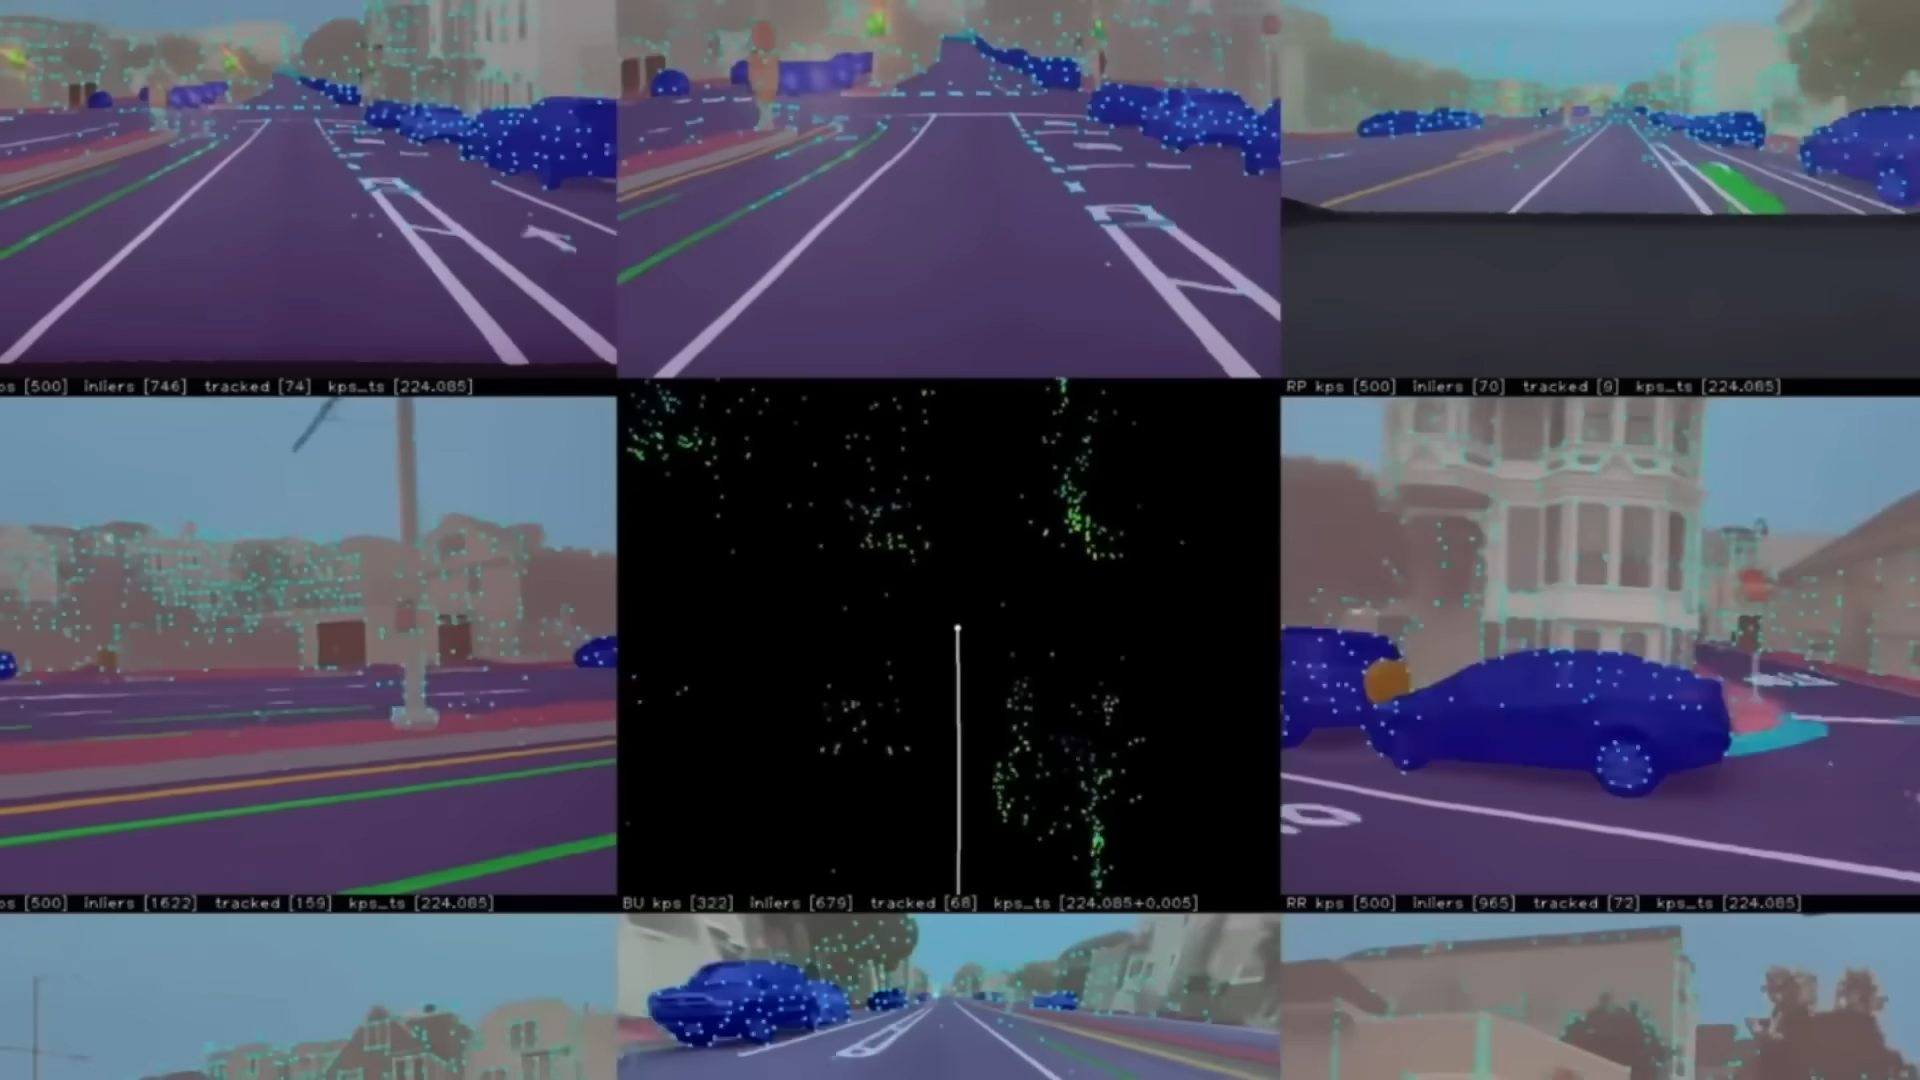 ps [500] inliers [746] tracked [74] kps_ts [224.085]
RP kps [500] inliers [70] tracked [9] kps_ts [224.085]
ps [500] inliers [1622] tracked [159] kps_ts [224.085]
BU kps [322] inliers [679] tracked [68] kps_ts [224.085+0.005]
RR kps [500] inliers [965] tracked [72] kps_ts [224.085]